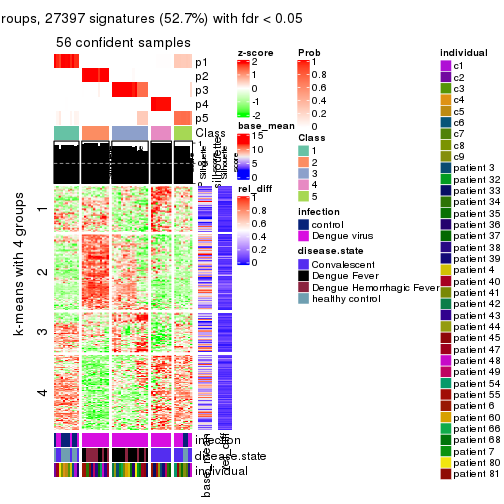 roups, 27397 signatures (52.7%) with fdr < 0.05
56 confident samples
p1
p2
p3
p4
p5
Class
1
2
3
4
k-means with 4 groups
infection
disease.state
individual
base_mean
rel_diff
silhouette
score
z-score
2
1
0
-1
-2
base_mean
15
10
5
0
rel_diff
1
0.8
0.6
0.4
0.2
0
Prob
1
0.8
0.6
0.4
0.2
0
Class
1
2
3
4
5
infection
control
Dengue virus
disease.state
Convalescent
Dengue Fever
Dengue Hemorrhagic Fever
healthy control
individual
c1
c2
c3
c4
c5
c6
c7
c8
c9
patient 3
patient 32
patient 33
patient 34
patient 35
patient 36
patient 37
patient 38
patient 39
patient 4
patient 40
patient 41
patient 42
patient 43
patient 44
patient 45
patient 47
patient 48
patient 49
patient 54
patient 55
patient 6
patient 60
patient 66
patient 68
patient 7
patient 80
patient 81